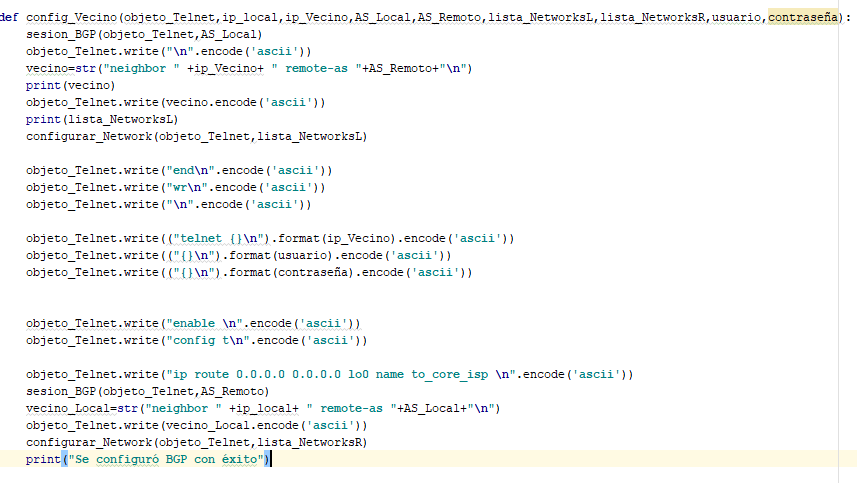 def config_Vecino(objeto_Telnet,ip_local,ip_Vecino,AS_Local,AS_Remoto,lista_NetworksL,lista_NetworksR,usuario,contraseña):
sesion_BGP(objeto_Telnet,AS_Local)
objeto_Telnet.write("\n".encode('ascii'))
vecino=str("neighbor " +ip_Vecino+ " remote-as "+AS_Remoto+"\n")
print(vecino)
objeto_Telnet.write(vecino.encode('ascii'))
print(lista_NetworksL)
configurar_Network(objeto_Telnet,lista_NetworksL)
objeto_Telnet.write("end\n".encode('ascii'))
objeto_Telnet.write("wr\n".encode('ascii'))
objeto_Telnet.write("\n".encode('ascii'))
objeto_Telnet.write(("telnet {}\n").format(ip_Vecino).encode('ascii'))
objeto_Telnet.write(("{}\n").format(usuario).encode('ascii'))
objeto_Telnet.write(("{}\n").format(contraseña).encode('ascii'))
objeto_Telnet.write("enable \n".encode('ascii'))
objeto_Telnet.write("config t\n".encode('ascii'))
objeto_Telnet.write("ip route 0.0.0.0 0.0.0.0 lo0 name to_core_isp \n".encode('ascii'))
sesion_BGP(objeto_Telnet,AS_Remoto)
vecino_Local=str("neighbor " +ip_local+ " remote-as "+AS_Local+"\n")
objeto_Telnet.write(vecino_Local.encode('ascii'))
configurar_Network(objeto_Telnet,lista_NetworksR)
print("Se configuró BGP con éxito")